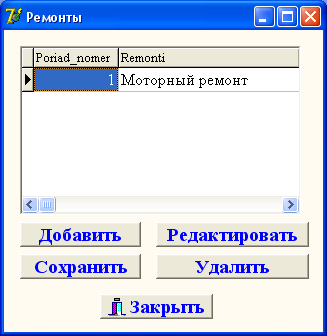 Ремонты
Poriad_nomer Remonti
1 Моторный ремонт
Добавить Редактировать
Сохранить Удалить
Закрыть